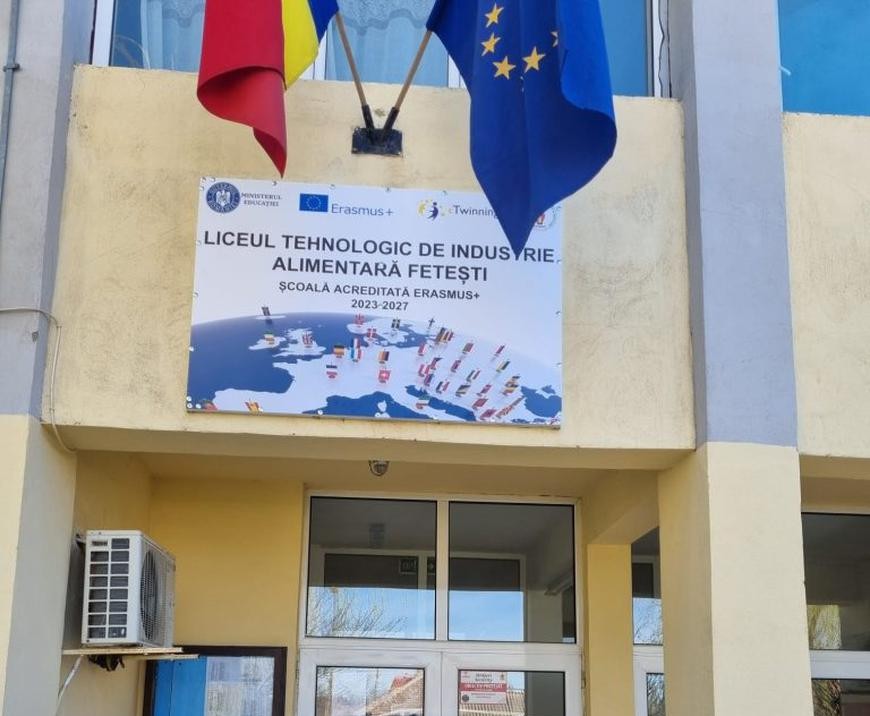 MINISTERUL
EDUCAȚIEI
Erasmus+
eTwinning
LICEUL TEHNOLOGIC DE INDUSTRIE
ALIMENTARĂ FETEȘTI
ȘCOALĂ ACREDITATĂ ERASMUS+
2023-2027